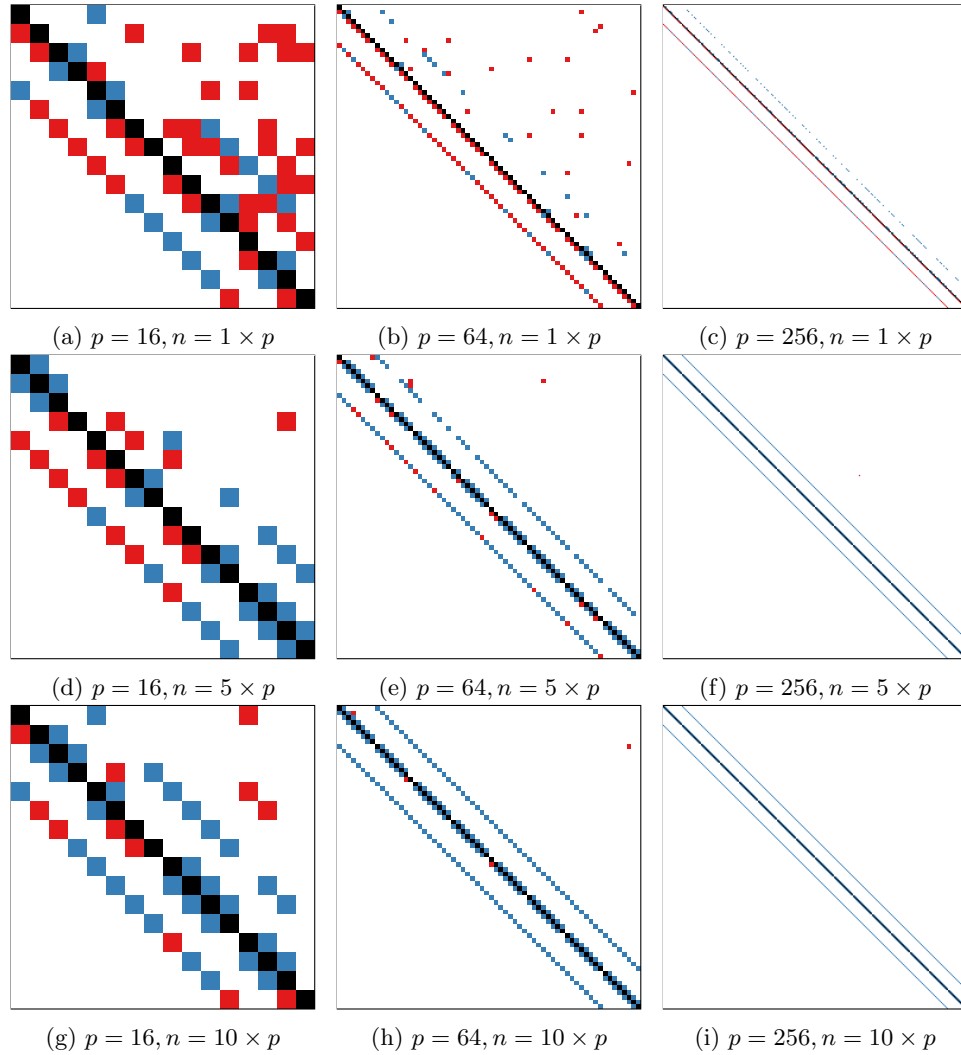 (a) p = 16, n = 1 × p
(b) p = 64, n = 1 × p
(c) p = 256, n = 1 × p
(d) p = 16, n = 5 × p
(e) p = 64, n = 5 × p
(f) p = 256, n = 5 × p
(g) p = 16, n = 10 × p
(h) p = 64, n = 10 × p
(i) p = 256, n = 10 × p